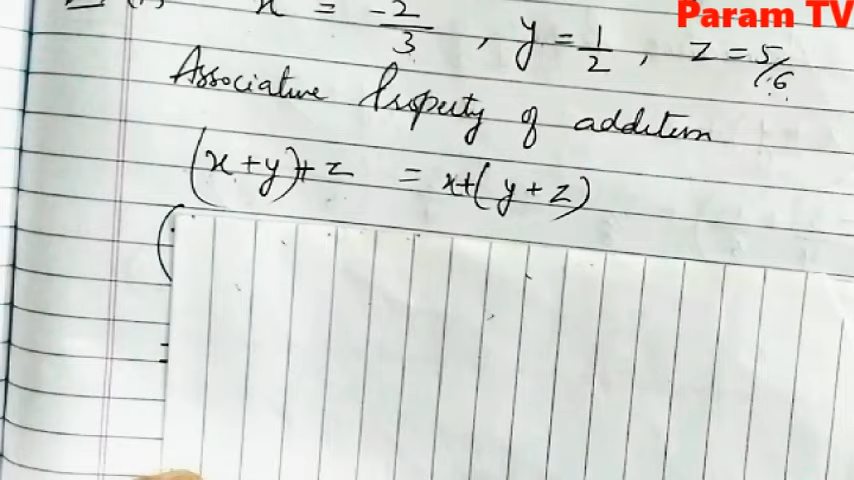 Param TV
x = -2/3 , y = 1/2 , z = 5/6
Associative Property of addition
(x+y)+z = x+(y+z)
(
=